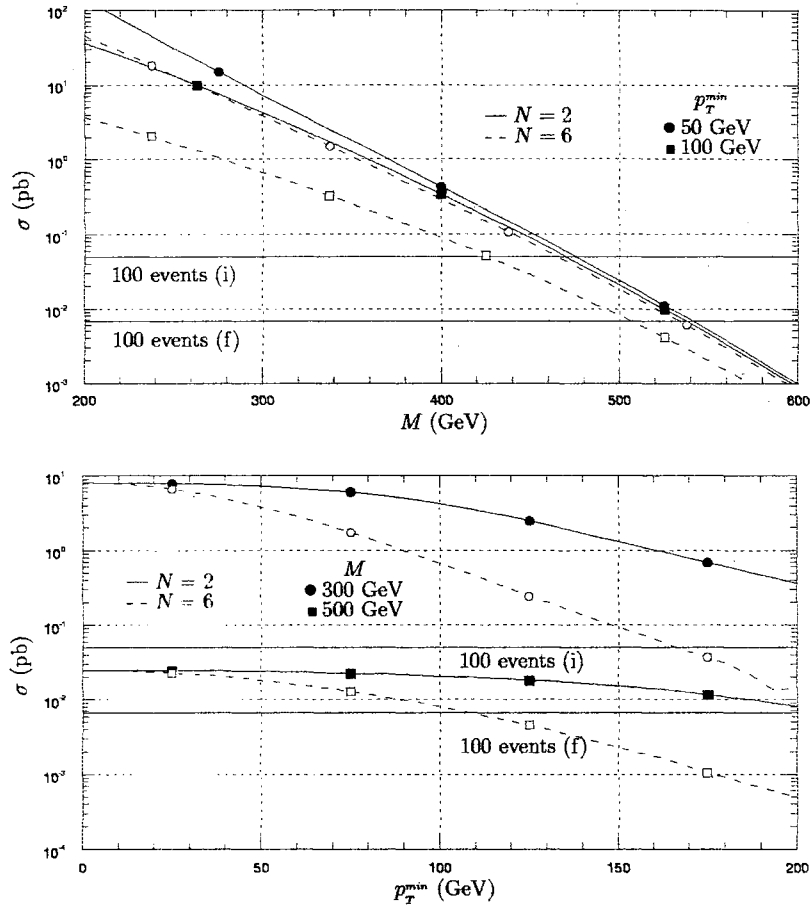 10²
10¹
10⁰
10⁻¹
10⁻²
10⁻³
σ (pb)
N = 2
N = 6
p_T^min
50 GeV
100 GeV
100 events (i)
100 events (f)
200 300 400 500 600
M (GeV)
10¹
10⁰
10⁻¹
10⁻²
10⁻³
10⁻⁴
σ (pb)
N = 2
N = 6
M
300 GeV
500 GeV
100 events (i)
100 events (f)
0 50 100 150 200
p_T^min (GeV)